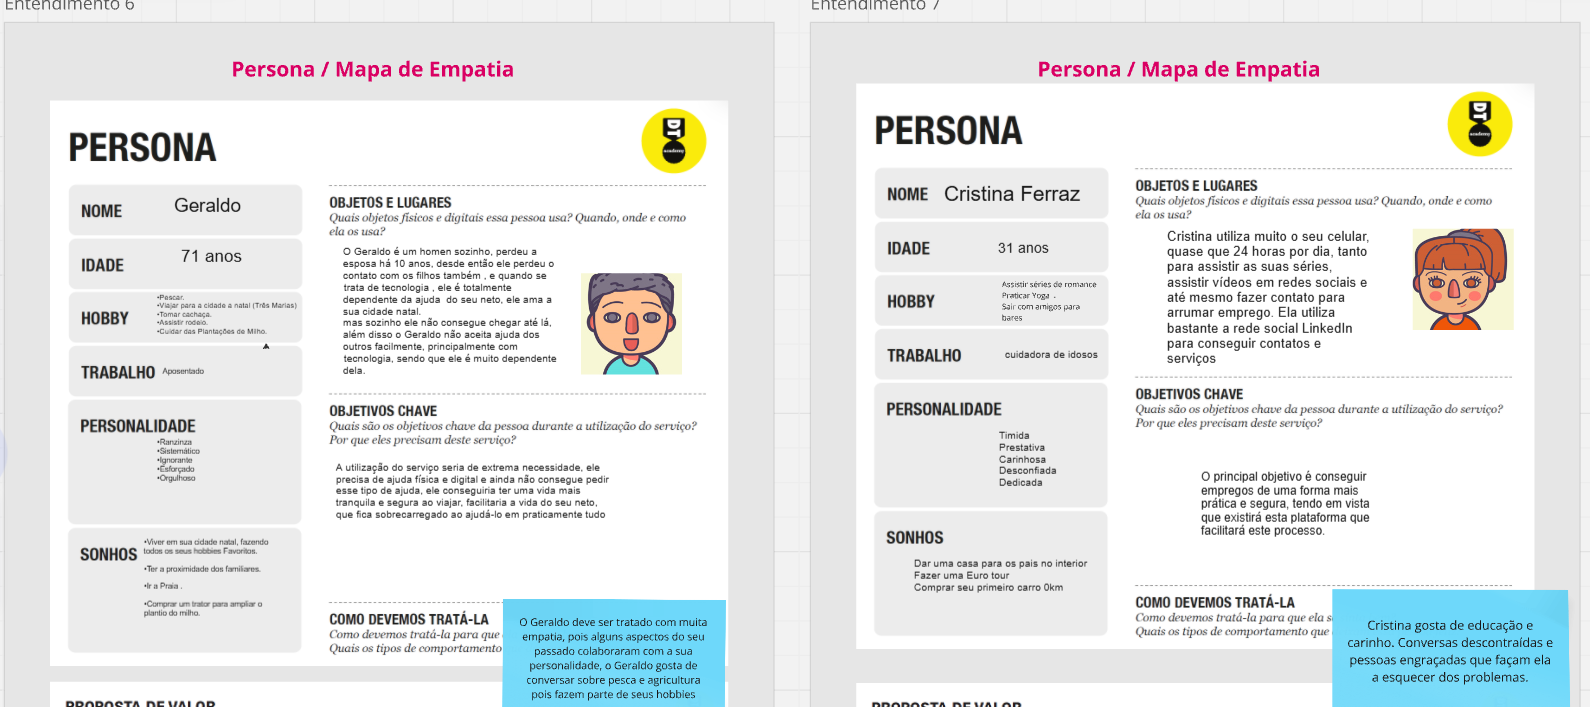 Entendimento 6
Persona / Mapa de Empatia
PERSONA
DT
academy
NOME Geraldo
IDADE 71 anos
HOBBY
•Pescar.
•Viajar para a cidade a natal (Três Marias)
•Tomar cachaça.
•Assistir rodeio.
•Cuidar das Plantações de Milho.
TRABALHO Aposentado
PERSONALIDADE
•Ranzinza
•Sistemático
•Ignorante
•Esforçado
•Orgulhoso
SONHOS
•Viver em sua cidade natal, fazendo
todos os seus hobbies Favoritos.
•Ter a proximidade dos familiares.
•Ir a Praia .
•Comprar um trator para ampliar o
plantio do milho.
OBJETOS E LUGARES
Quais objetos físicos e digitais essa pessoa usa? Quando, onde e como
ela os usa?
O Geraldo é um homen sozinho, perdeu a
esposa há 10 anos, desde então ele perdeu o
contato com os filhos também , e quando se
trata de tecnologia , ele é totalmente
dependente da ajuda do seu neto, ele ama a
sua cidade natal.
mas sozinho ele não consegue chegar até lá,
além disso o Geraldo não aceita ajuda dos
outros facilmente, principalmente com
tecnologia, sendo que ele é muito dependente
dela.
OBJETIVOS CHAVE
Quais são os objetivos chave da pessoa durante a utilização do serviço?
Por que eles precisam deste serviço?
A utilização do serviço seria de extrema necessidade, ele
precisa de ajuda física e digital e ainda não consegue pedir
esse tipo de ajuda, ele conseguiria ter uma vida mais
tranquila e segura ao viajar, facilitaria a vida do seu neto,
que fica sobrecarregado ao ajudá-lo em praticamente tudo
COMO DEVEMOS TRATÁ-LA
Como devemos tratá-la para que
Quais os tipos de comportamento
O Geraldo deve ser tratado com muita
empatia, pois alguns aspectos do seu
passado colaboraram com a sua
personalidade, o Geraldo gosta de
conversar sobre pesca e agricultura
pois fazem parte de seus hobbies
PROPOSTA DE VALOR
Entendimento 7
Persona / Mapa de Empatia
PERSONA
DT
academy
NOME Cristina Ferraz
IDADE 31 anos
HOBBY
Assistir séries de romance
Praticar Yoga .
Sair com amigos para
bares
TRABALHO cuidadora de idosos
PERSONALIDADE
Timida
Prestativa
Carinhosa
Desconfiada
Dedicada
SONHOS
Dar uma casa para os pais no interior
Fazer uma Euro tour
Comprar seu primeiro carro 0km
OBJETOS E LUGARES
Quais objetos físicos e digitais essa pessoa usa? Quando, onde e como
ela os usa?
Cristina utiliza muito o seu celular,
quase que 24 horas por dia, tanto
para assistir as suas séries,
assistir vídeos em redes sociais e
até mesmo fazer contato para
arrumar emprego. Ela utiliza
bastante a rede social LinkedIn
para conseguir contatos e
serviços
OBJETIVOS CHAVE
Quais são os objetivos chave da pessoa durante a utilização do serviço?
Por que eles precisam deste serviço?
O principal objetivo é conseguir
empregos de uma forma mais
prática e segura, tendo em vista
que existirá esta plataforma que
facilitará este processo.
COMO DEVEMOS TRATÁ-LA
Como devemos tratá-la para que ela s
Quais os tipos de comportamento que
Cristina gosta de educação e
carinho. Conversas descontraídas e
pessoas engraçadas que façam ela
a esquecer dos problemas.
PROPOSTA DE VALOR